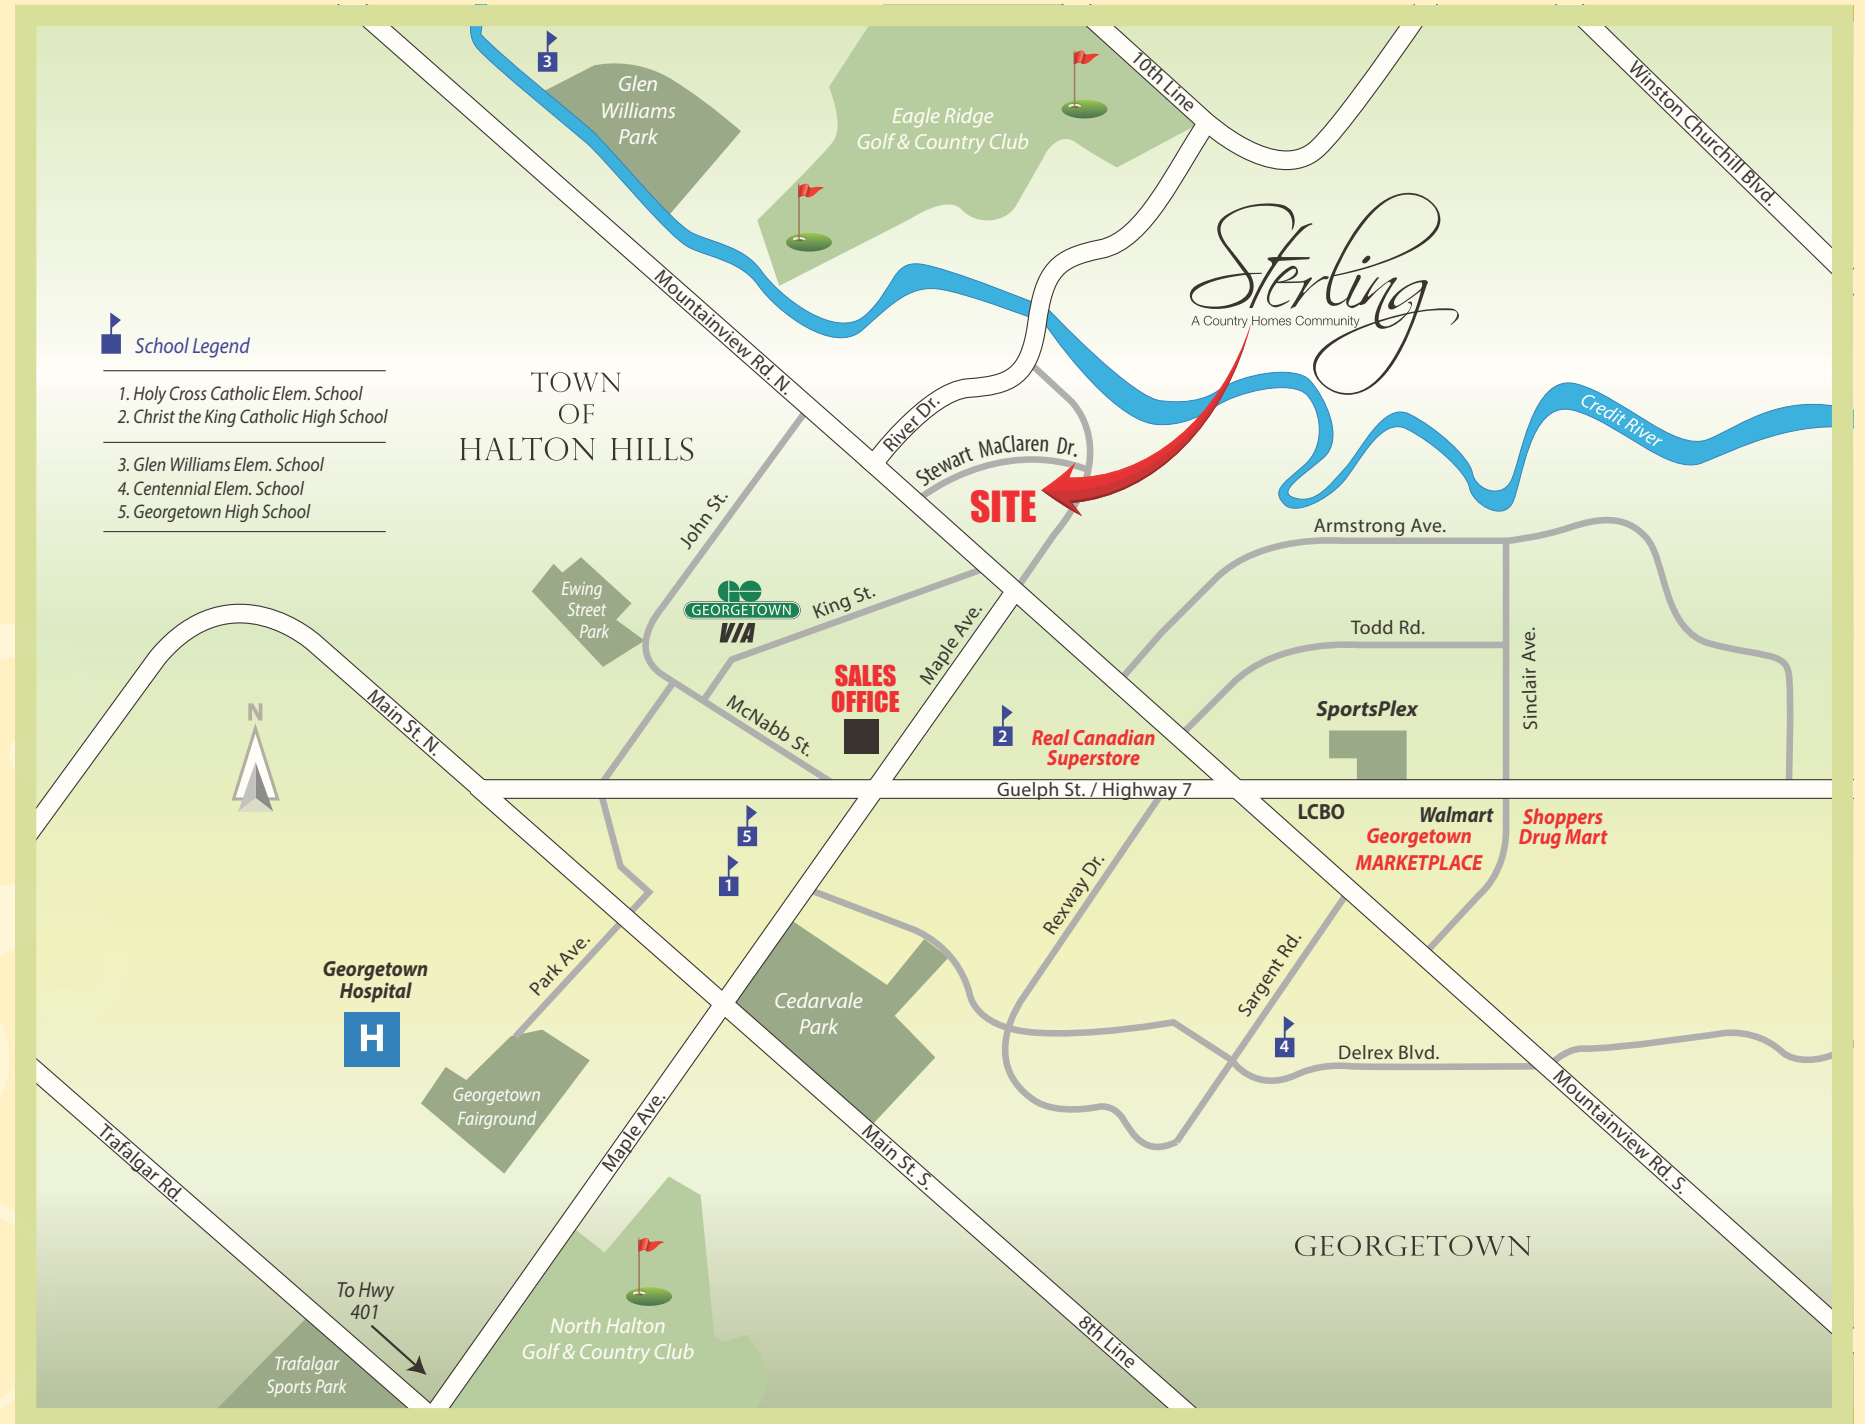 3
Glen
Williams
Park
Eagle Ridge
Golf & Country Club
10th Line
Winston Churchill Blvd.
Sterling
A Country Homes Community
Mountainview Rd. N.
School Legend
1. Holy Cross Catholic Elem. School
2. Christ the King Catholic High School
3. Glen Williams Elem. School
4. Centennial Elem. School
5. Georgetown High School
TOWN
OF
HALTON HILLS
River Dr.
Stewart MaClaren Dr.
SITE
Credit River
John St.
Armstrong Ave.
Ewing
Street
Park
GEORGETOWN
VIA
King St.
Maple Ave.
Todd Rd.
Sinclair Ave.
SALES
OFFICE
McNabb St.
Main St. N.
N
2
Real Canadian
Superstore
SportsPlex
Guelph St. / Highway 7
LCBO
Walmart
Georgetown
MARKETPLACE
Shoppers
Drug Mart
5
1
Rexway Dr.
Sargent Rd.
Park Ave.
Georgetown
Hospital
H
Cedarvale
Park
4
Delrex Blvd.
Georgetown
Fairground
Maple Ave.
Main St. S.
Mountainview Rd. S.
Trafalgar Rd.
GEORGETOWN
To Hwy
401
North Halton
Golf & Country Club
8th Line
Trafalgar
Sports Park